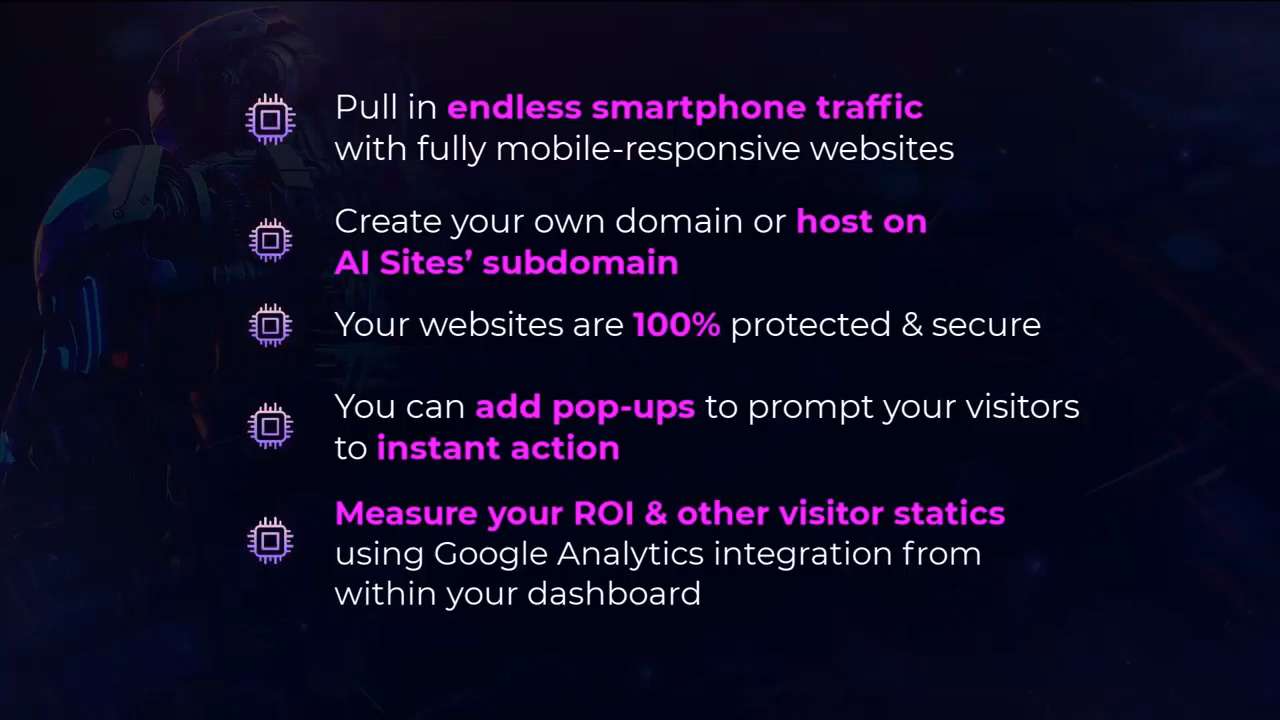 Pull in endless smartphone traffic
with fully mobile-responsive websites
Create your own domain or host on
AI Sites’ subdomain
Your websites are 100% protected & secure
You can add pop-ups to prompt your visitors
to instant action
Measure your ROI & other visitor statics
using Google Analytics integration from
within your dashboard